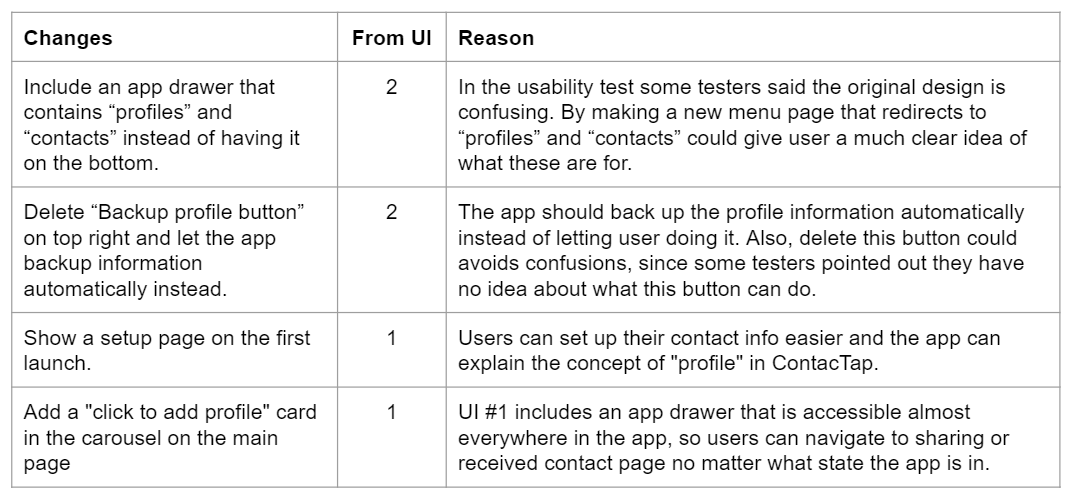 Changes From UI Reason
Include an app drawer that
contains “profiles” and
“contacts” instead of having it
on the bottom.
2
In the usability test some testers said the original design is
confusing. By making a new menu page that redirects to
“profiles” and “contacts” could give user a much clear idea of
what these are for.
Delete “Backup profile button”
on top right and let the app
backup information
automatically instead.
2
The app should back up the profile information automatically
instead of letting user doing it. Also, delete this button could
avoids confusions, since some testers pointed out they have
no idea about what this button can do.
Show a setup page on the first
launch.
1
Users can set up their contact info easier and the app can
explain the concept of "profile" in ContacTap.
Add a "click to add profile" card
in the carousel on the main
page
1
UI #1 includes an app drawer that is accessible almost
everywhere in the app, so users can navigate to sharing or
received contact page no matter what state the app is in.